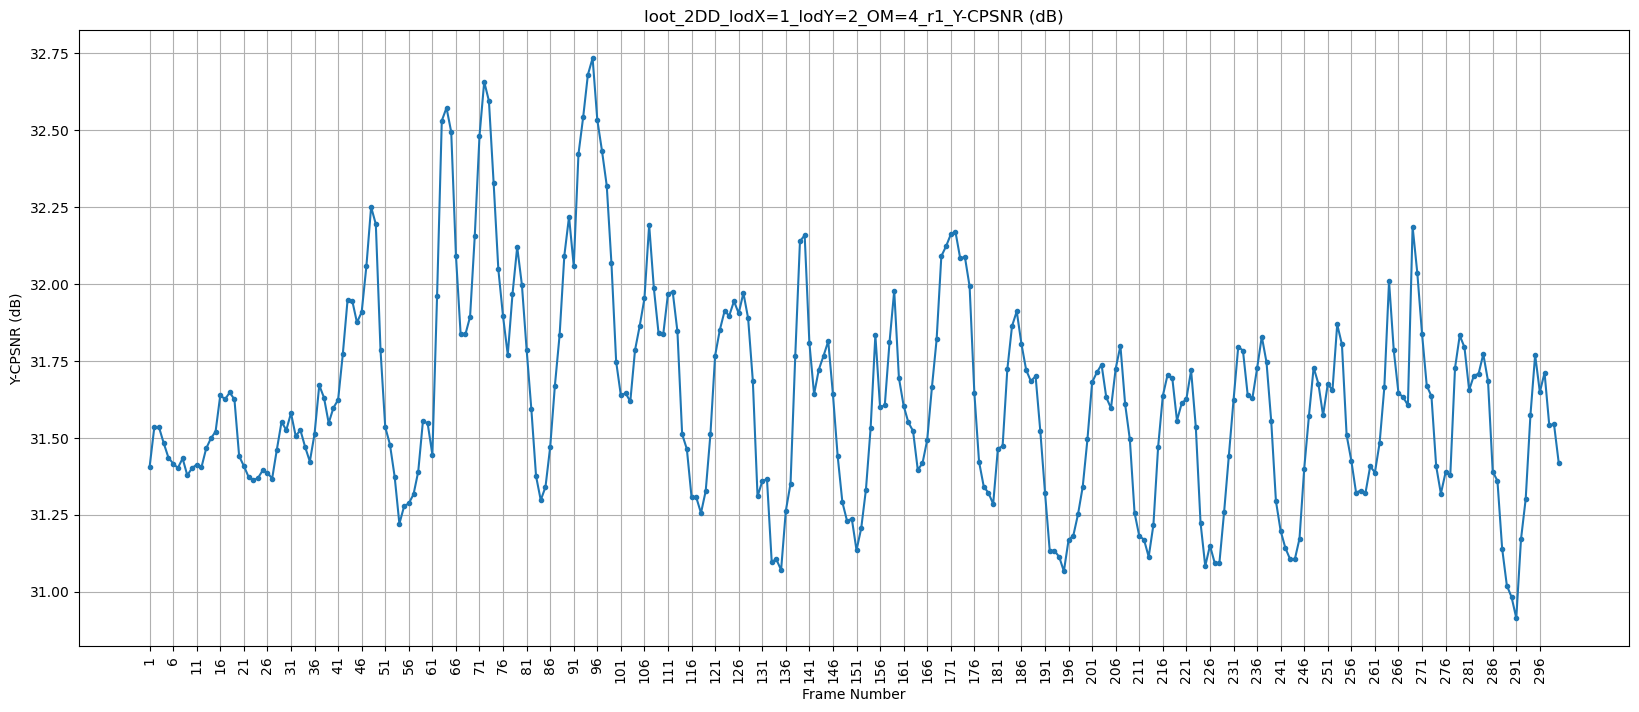 loot_2DD_lodX=1_lodY=2_OM=4_r1_Y-CPSNR (dB)
32.75
32.50
32.25
32.00
31.75
31.50
31.25
31.00
Y-CPSNR (dB)
1 6 11 16 21 26 31 36 41 46 51 56 61 66 71 76 81 86 91 96 101 106 111 116 121 126 131 136 141 146 151 156 161 166 171 176 181 186 191 196 201 206 211 216 221 226 231 236 241 246 251 256 261 266 271 276 281 286 291 296
Frame Number